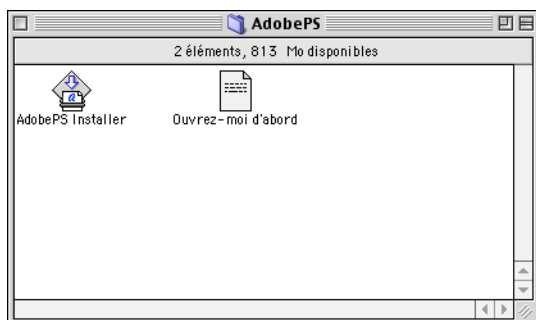 AdobePS
2 éléments, 813 Mo disponibles
AdobePS Installer
Ouvrez-moi d'abord